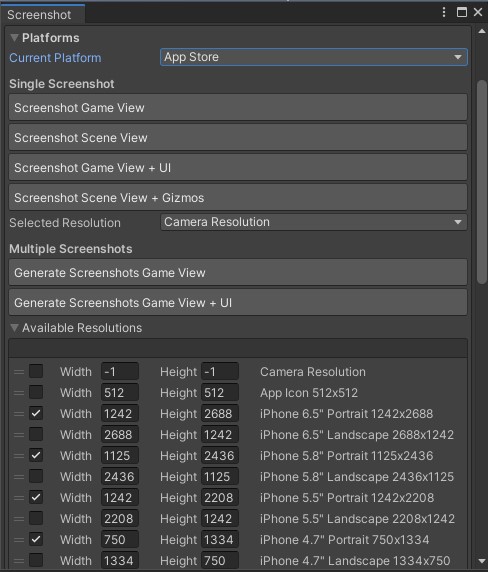 Screenshot
Platforms
Current Platform App Store
Single Screenshot
Screenshot Game View
Screenshot Scene View
Screenshot Game View + UI
Screenshot Scene View + Gizmos
Selected Resolution Camera Resolution
Multiple Screenshots
Generate Screenshots Game View
Generate Screenshots Game View + UI
Available Resolutions
Width -1 Height -1 Camera Resolution
Width 512 Height 512 App Icon 512x512
Width 1242 Height 2688 iPhone 6.5" Portrait 1242x2688
Width 2688 Height 1242 iPhone 6.5" Landscape 2688x1242
Width 1125 Height 2436 iPhone 5.8" Portrait 1125x2436
Width 2436 Height 1125 iPhone 5.8" Landscape 2436x1125
Width 1242 Height 2208 iPhone 5.5" Portrait 1242x2208
Width 2208 Height 1242 iPhone 5.5" Landscape 2208x1242
Width 750 Height 1334 iPhone 4.7" Portrait 750x1334
Width 1334 Height 750 iPhone 4.7" Landscape 1334x750